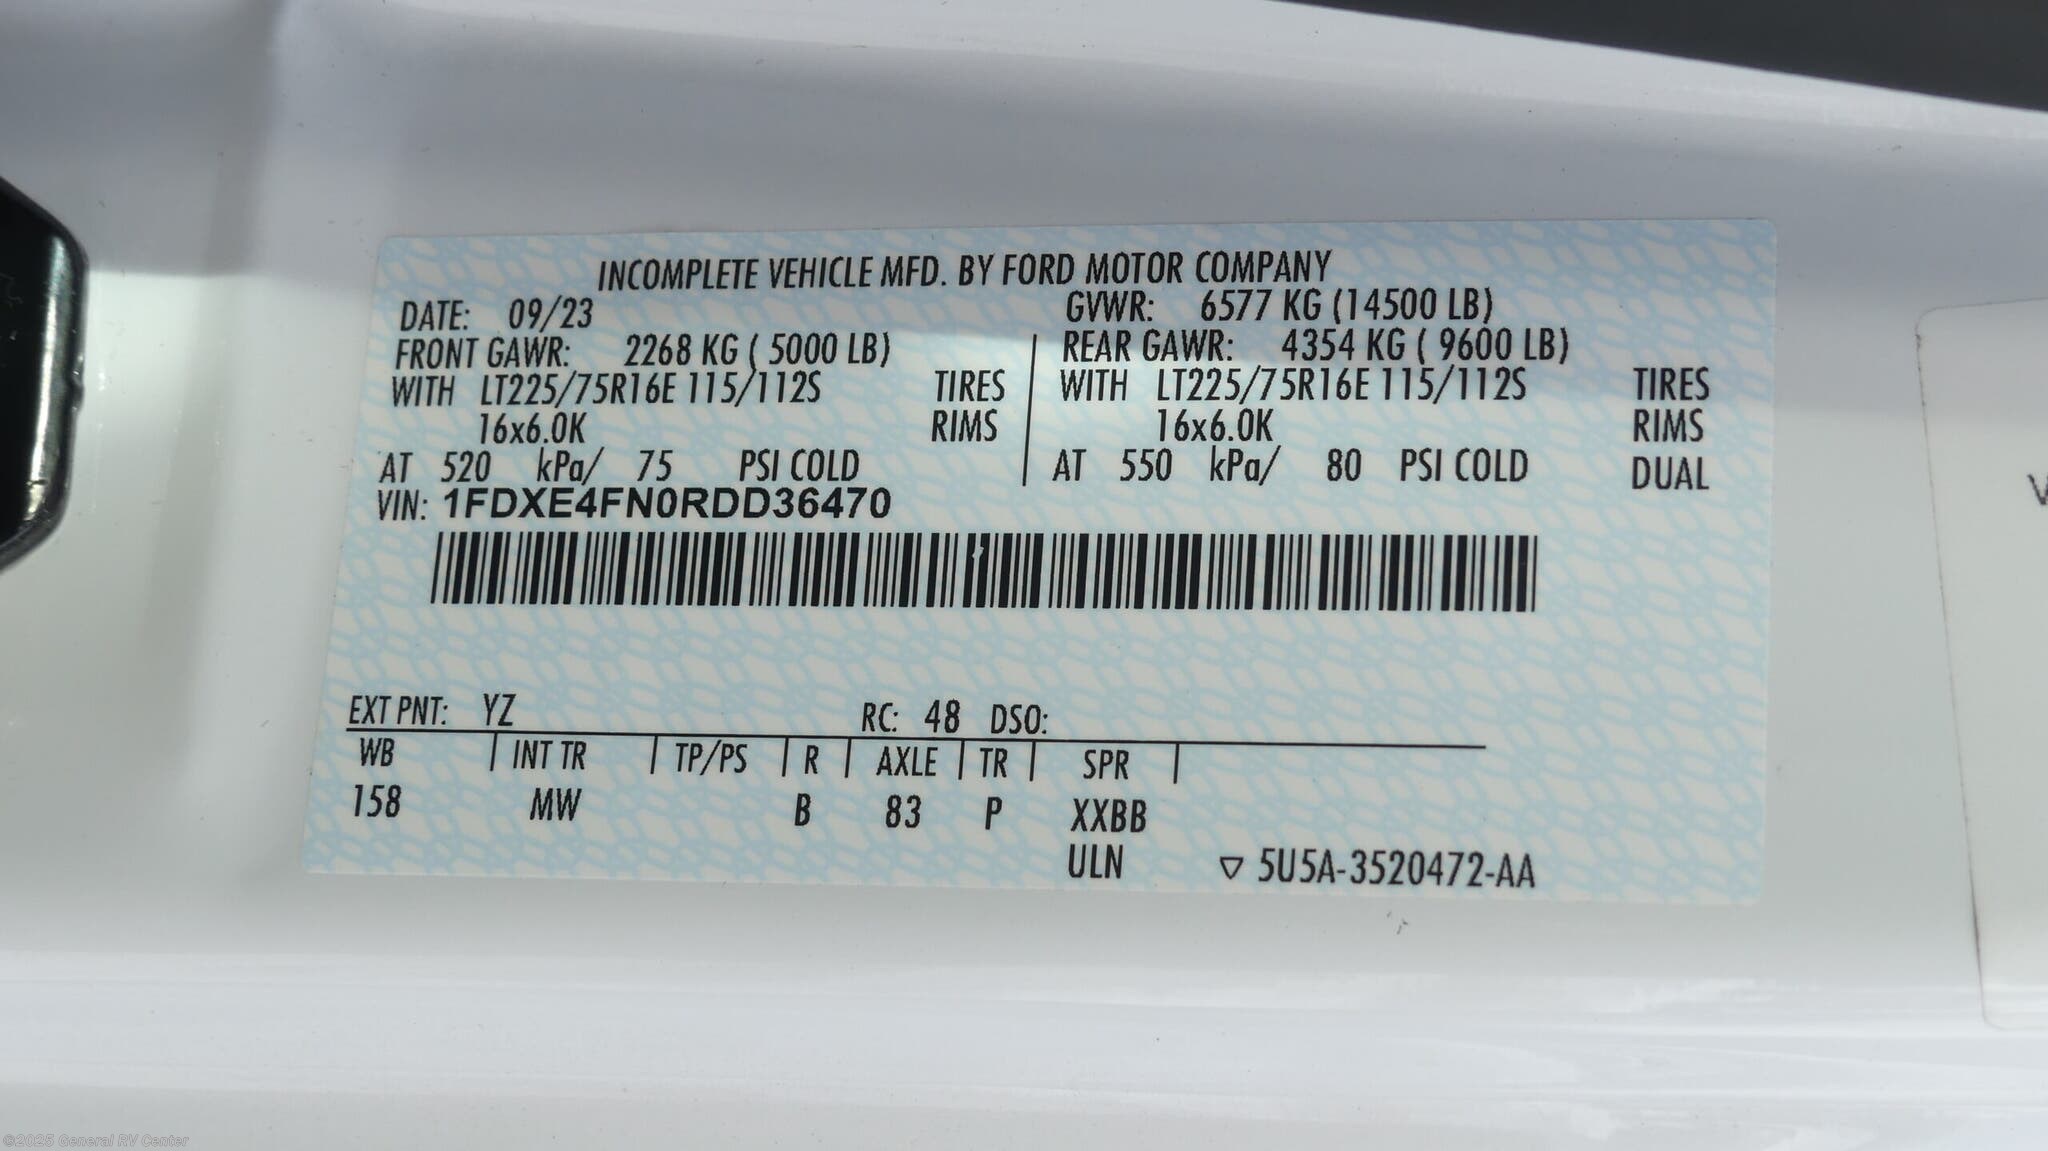 INCOMPLETE VEHICLE MFD. BY FORD MOTOR COMPANY
DATE: 09/23 GVWR: 6577 KG (14500 LB)
FRONT GAWR: 2268 KG ( 5000 LB) REAR GAWR: 4354 KG ( 9600 LB)
WITH LT225/75R16E 115/112S TIRES WITH LT225/75R16E 115/112S TIRES
16x6.0K RIMS 16x6.0K RIMS
AT 520 kPa/ 75 PSI COLD AT 550 kPa/ 80 PSI COLD DUAL
VIN: 1FDXE4FN0RDD36470
EXT PNT: YZ RC: 48 DSO:
WB INT TR TP/PS R AXLE TR SPR
158 MW B 83 P XXBB
ULN ▽ 5U5A-3520472-AA
©2025 General RV Center